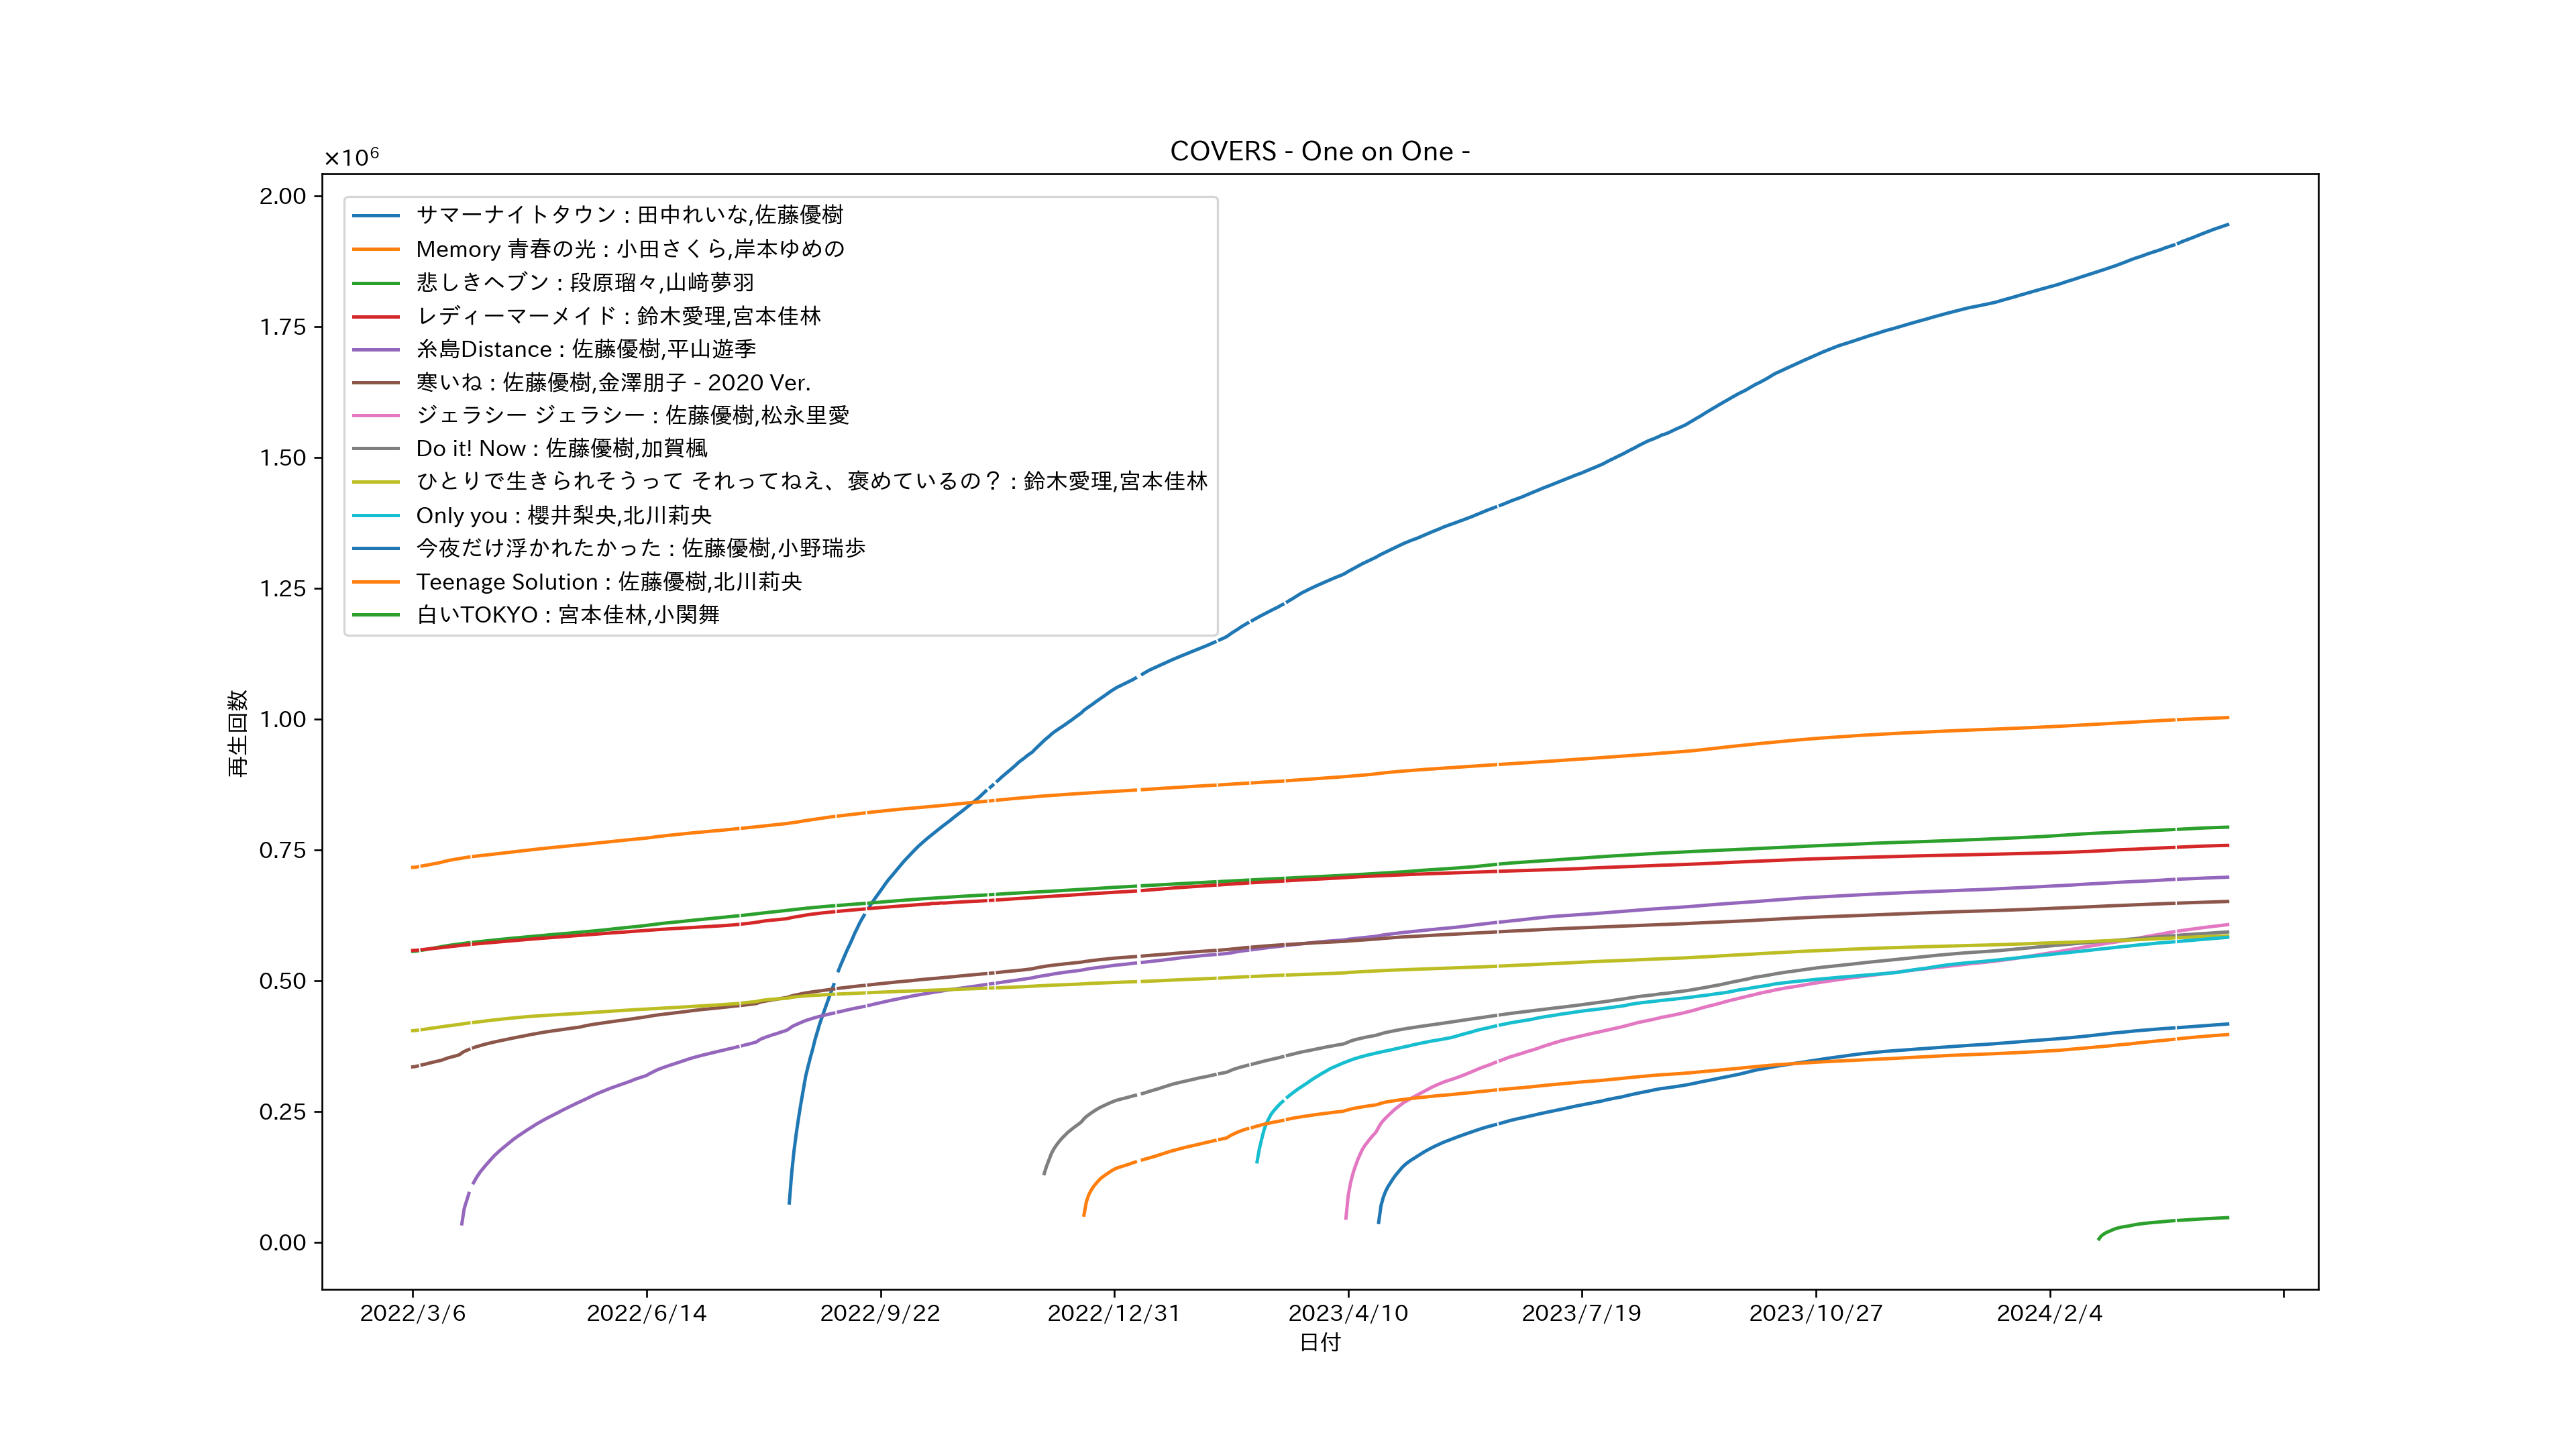 COVERS - One on One -
×10⁶
2.00
1.75
1.50
1.25
1.00
0.75
0.50
0.25
0.00
再生回数
サマーナイトタウン : 田中れいな,佐藤優樹
Memory 青春の光 : 小田さくら,岸本ゆめの
悲しきヘブン : 段原瑠々,山﨑夢羽
レディーマーメイド : 鈴木愛理,宮本佳林
糸島Distance : 佐藤優樹,平山遊季
寒いね : 佐藤優樹,金澤朋子 - 2020 Ver.
ジェラシー ジェラシー : 佐藤優樹,松永里愛
Do it! Now : 佐藤優樹,加賀楓
ひとりで生きられそうって それってねえ、褒めているの？ : 鈴木愛理,宮本佳林
Only you : 櫻井梨央,北川莉央
今夜だけ浮かれたかった : 佐藤優樹,小野瑞歩
Teenage Solution : 佐藤優樹,北川莉央
白いTOKYO : 宮本佳林,小関舞
2022/3/6 2022/6/14 2022/9/22 2022/12/31 2023/4/10 2023/7/19 2023/10/27 2024/2/4
日付